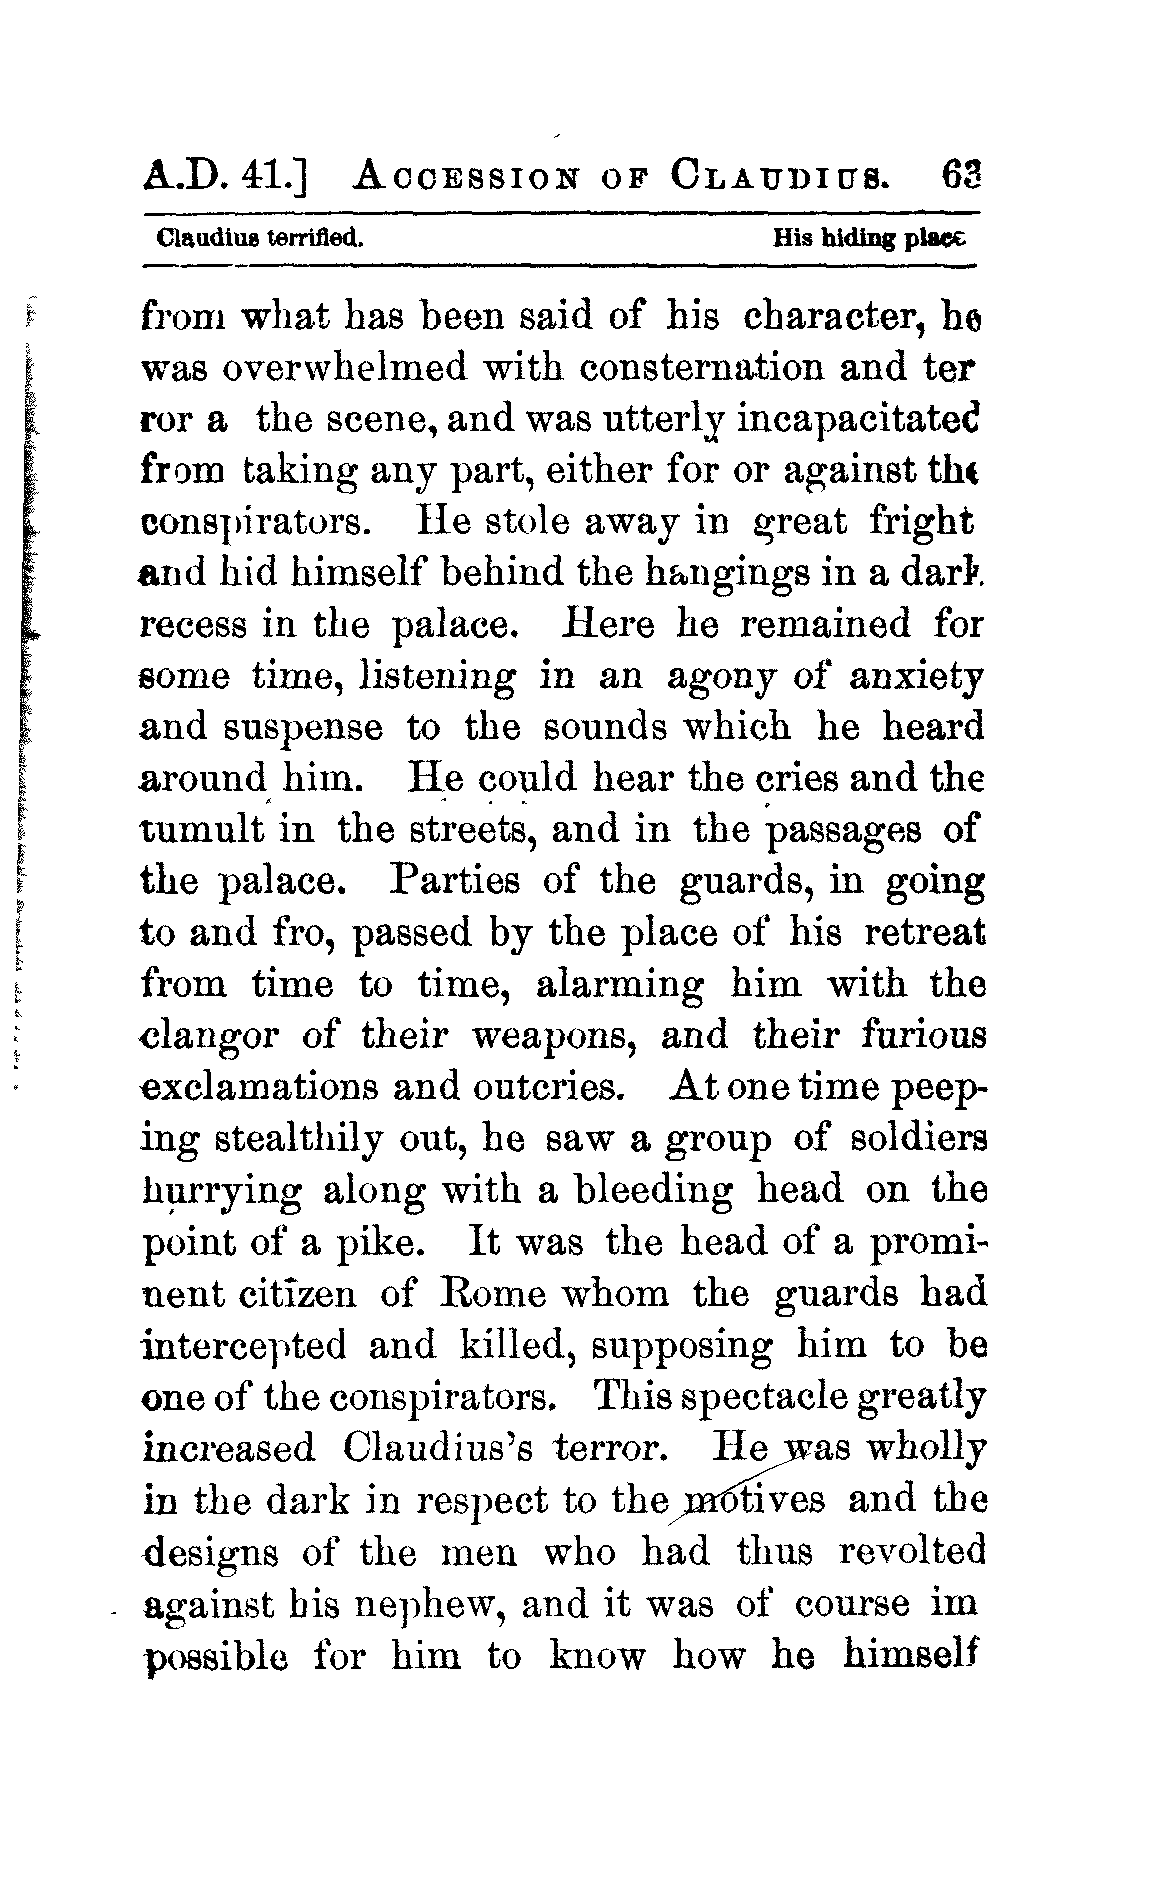 A.D. 41.] ACCESSION OF CLAUDIUS. 63
Claudius terrified. His hiding place
from what has been said of his character, he
was overwhelmed with consternation and ter
ror a the scene, and was utterly incapacitated
from taking any part, either for or against the
conspirators. He stole away in great fright
and hid himself behind the hangings in a dark
recess in the palace. Here he remained for
some time, listening in an agony of anxiety
and suspense to the sounds which he heard
around him. He could hear the cries and the
tumult in the streets, and in the passages of
the palace. Parties of the guards, in going
to and fro, passed by the place of his retreat
from time to time, alarming him with the
clangor of their weapons, and their furious
exclamations and outcries. At one time peep-
ing stealthily out, he saw a group of soldiers
hurrying along with a bleeding head on the
point of a pike. It was the head of a promi-
nent citizen of Rome whom the guards had
intercepted and killed, supposing him to be
one of the conspirators. This spectacle greatly
increased Claudius's terror. He was wholly
in the dark in respect to the motives and the
designs of the men who had thus revolted
against his nephew, and it was of course im
possible for him to know how he himself